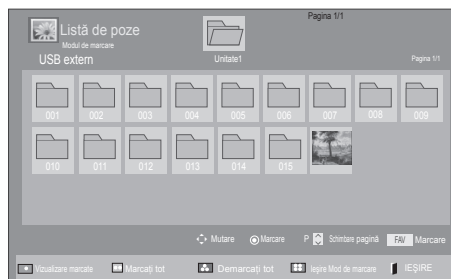 Pagina 1/1
Listă de poze
Modul de marcare
USB extern
Unitate1
Pagina 1/1
001 002 003 004 005 006 007 008 009
010 011 012 013 014 015
Mutare Marcare P Schimbare pagină FAV Marcare
Vizualizare marcate Marcați tot Demarcați tot Ieşire Mod de marcare IEŞIRE